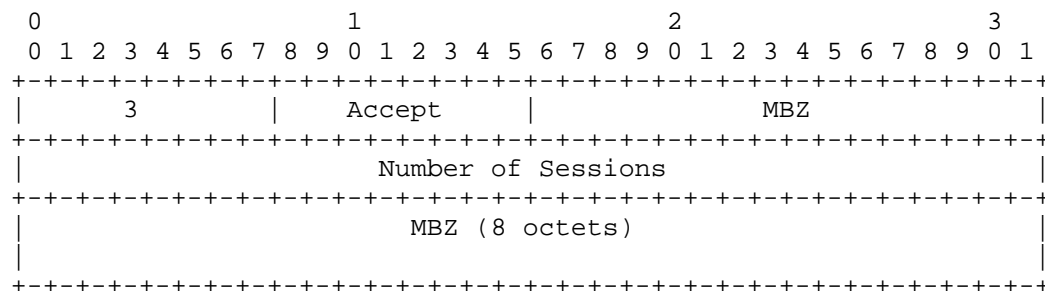 0                   1                   2                   3
 0 1 2 3 4 5 6 7 8 9 0 1 2 3 4 5 6 7 8 9 0 1 2 3 4 5 6 7 8 9 0 1
+-+-+-+-+-+-+-+-+-+-+-+-+-+-+-+-+-+-+-+-+-+-+-+-+-+-+-+-+-+-+-+-+
|      3        |    Accept     |              MBZ              |
+-+-+-+-+-+-+-+-+-+-+-+-+-+-+-+-+-+-+-+-+-+-+-+-+-+-+-+-+-+-+-+-+
|                      Number of Sessions                       |
+-+-+-+-+-+-+-+-+-+-+-+-+-+-+-+-+-+-+-+-+-+-+-+-+-+-+-+-+-+-+-+-+
|                        MBZ (8 octets)                         |
|                                                               |
+-+-+-+-+-+-+-+-+-+-+-+-+-+-+-+-+-+-+-+-+-+-+-+-+-+-+-+-+-+-+-+-+